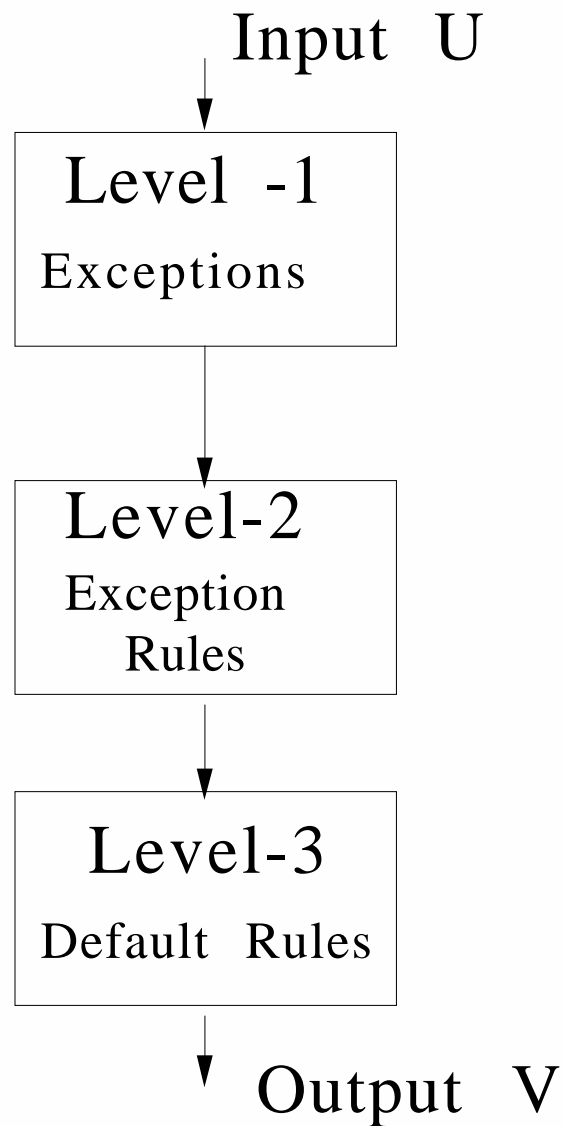 Input U
Level -1
Exceptions
Level-2
Exception
Rules
Level-3
Default Rules
Output V